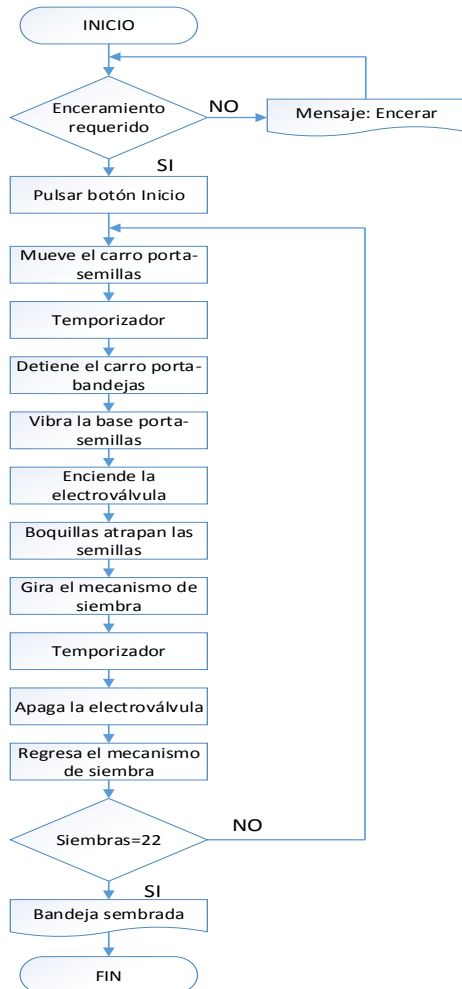 INICIO
Enceramiento
requerido
NO
Mensaje: Encerar
SI
Pulsar botón Inicio
Mueve el carro porta-
semillas
Temporizador
Detiene el carro porta-
bandejas
Vibra la base porta-
semillas
Enciende la
electroválvula
Boquillas atrapan las
semillas
Gira el mecanismo de
siembra
Temporizador
Apaga la electroválvula
Regresa el mecanismo
de siembra
Siembras=22
NO
SI
Bandeja sembrada
FIN